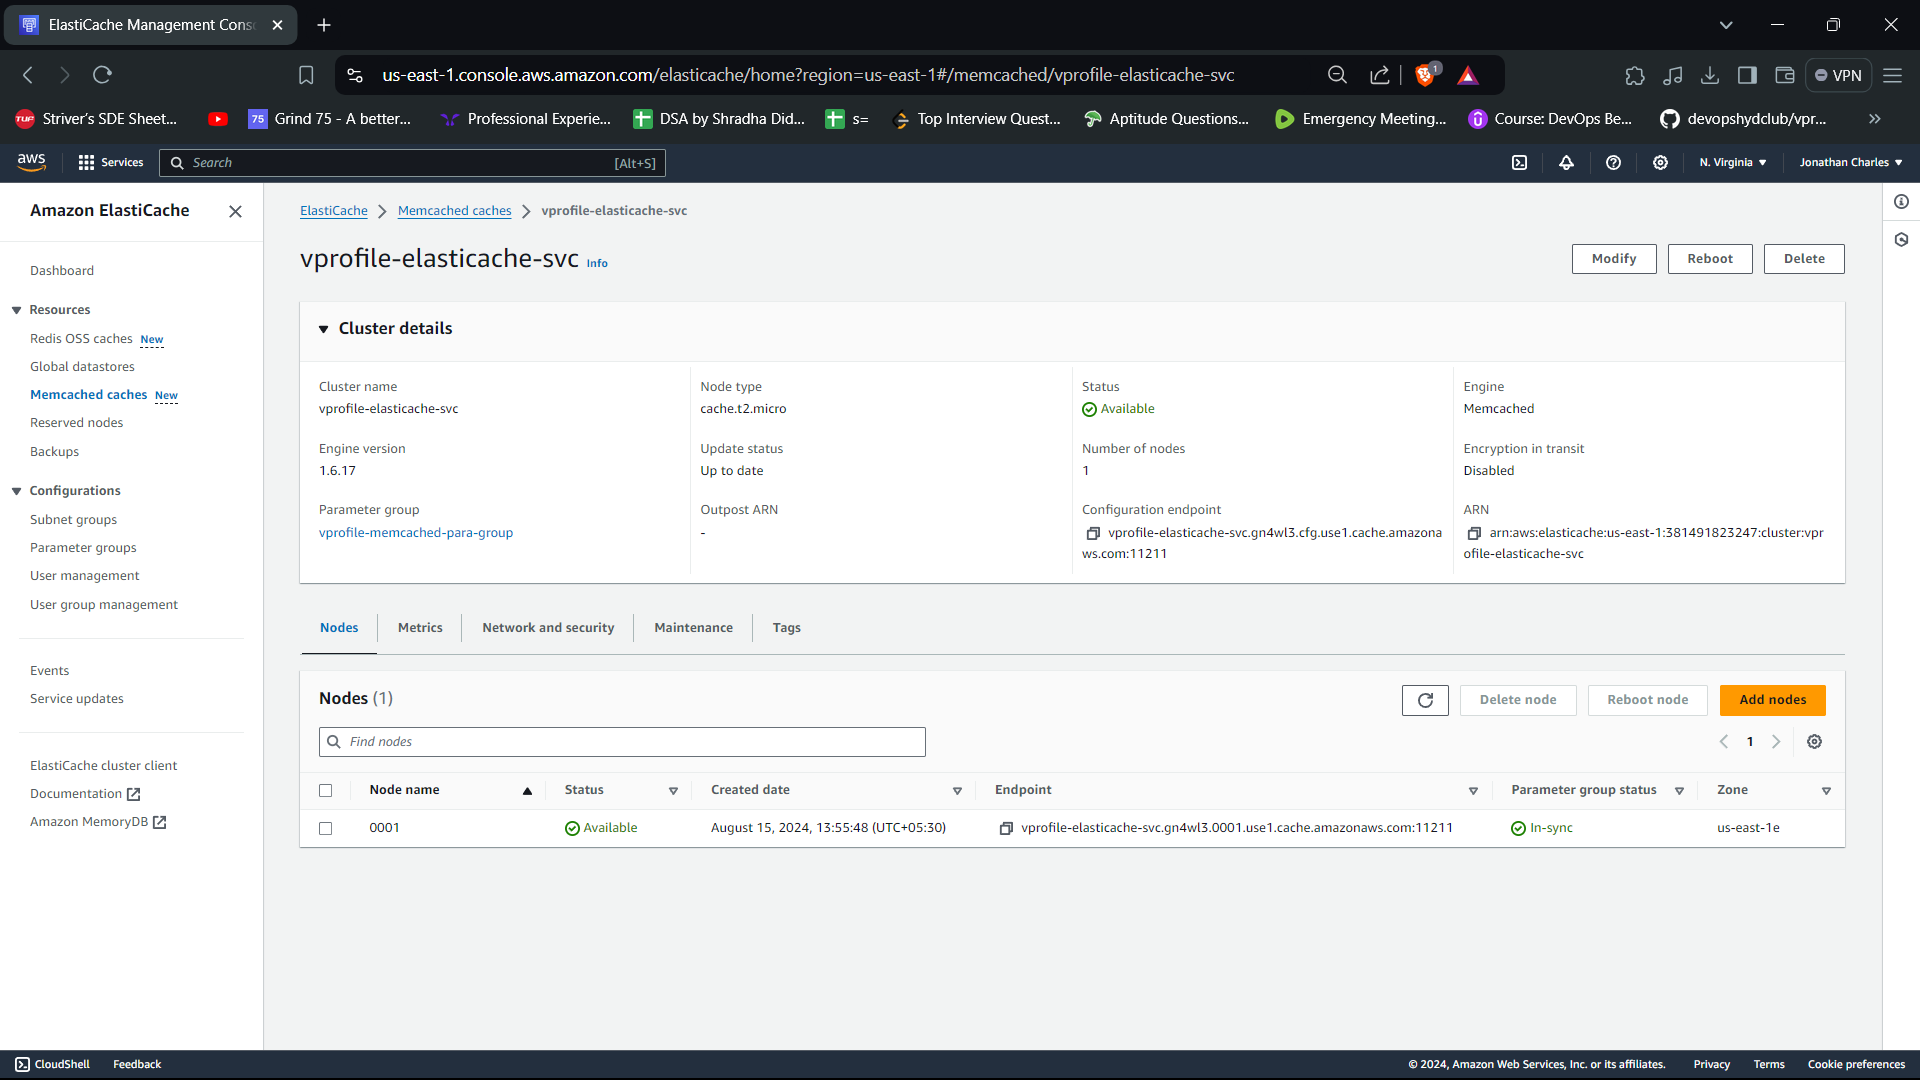 ElastiCache Management Cons
us-east-1.console.aws.amazon.com/elasticache/home?region=us-east-1#/memcached/vprofile-elasticache-svc
1
VPN
TUF Striver's SDE Sheet...
75 Grind 75 - A better...
Professional Experie...
DSA by Shradha Did...
s=
Top Interview Quest...
Aptitude Questions...
Emergency Meeting...
Course: DevOps Be...
devopshydclub/vpr...
aws
Services
Search
[Alt+S]
N. Virginia
Jonathan Charles
Amazon ElastiCache
Dashboard
Resources
Redis OSS caches New
Global datastores
Memcached caches New
Reserved nodes
Backups
Configurations
Subnet groups
Parameter groups
User management
User group management
Events
Service updates
ElastiCache cluster client
Documentation
Amazon MemoryDB
ElastiCache
Memcached caches
vprofile-elasticache-svc
vprofile-elasticache-svc Info
Modify
Reboot
Delete
Cluster details
Cluster name
vprofile-elasticache-svc
Node type
cache.t2.micro
Status
Available
Engine
Memcached
Engine version
1.6.17
Update status
Up to date
Number of nodes
1
Encryption in transit
Disabled
Parameter group
vprofile-memcached-para-group
Outpost ARN
-
Configuration endpoint
vprofile-elasticache-svc.gn4wl3.cfg.use1.cache.amazona
ws.com:11211
ARN
arn:aws:elasticache:us-east-1:381491823247:cluster:vpr
ofile-elasticache-svc
Nodes
Metrics
Network and security
Maintenance
Tags
Nodes (1)
Delete node
Reboot node
Add nodes
Find nodes
1
Node name
Status
Created date
Endpoint
Parameter group status
Zone
0001
Available
August 15, 2024, 13:55:48 (UTC+05:30)
vprofile-elasticache-svc.gn4wl3.0001.use1.cache.amazonaws.com:11211
In-sync
us-east-1e
CloudShell
Feedback
© 2024, Amazon Web Services, Inc. or its affiliates.
Privacy
Terms
Cookie preferences